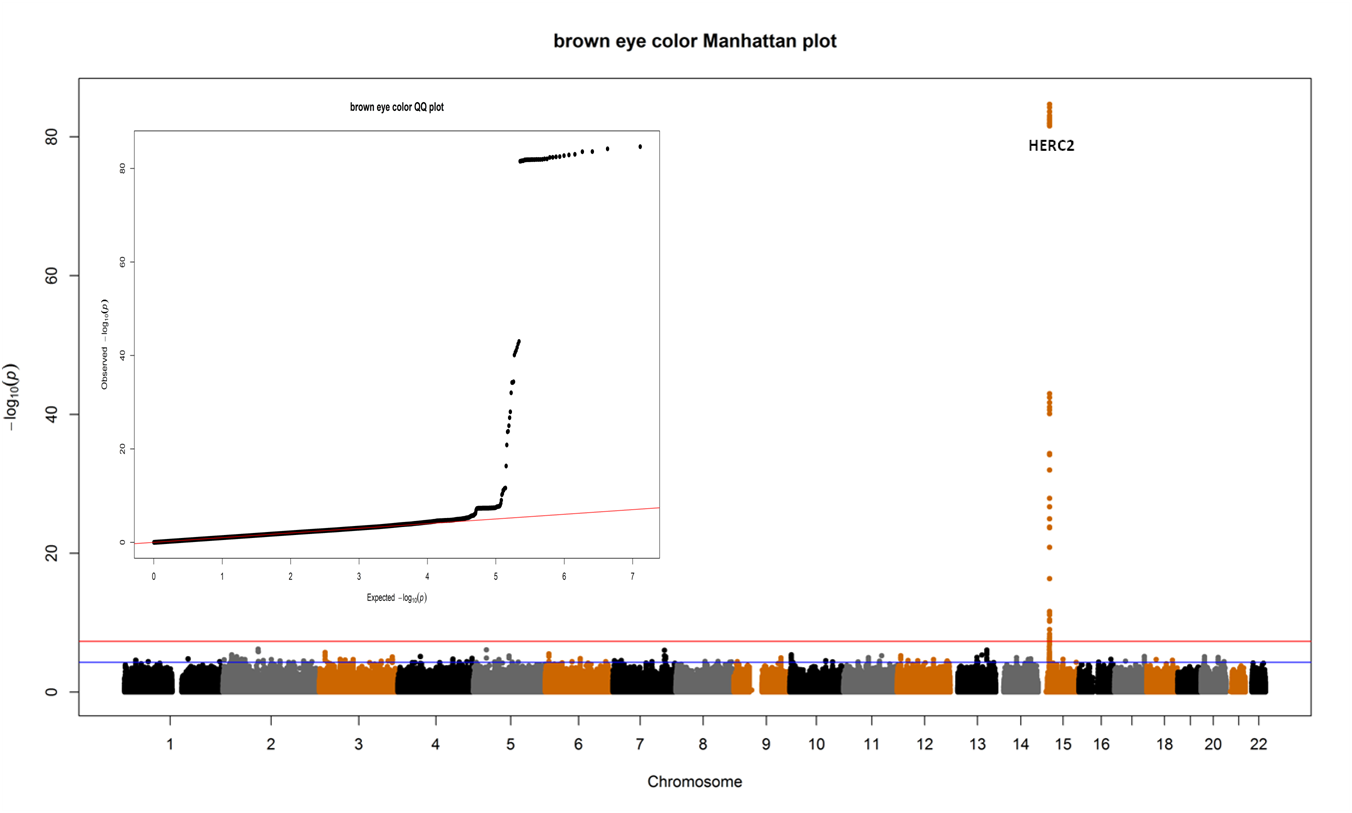 brown eye color Manhattan plot
brown eye color QQ plot
HERC2
80
60
40
20
0
−log10(p)
80
60
40
20
0
Observed −log10(p)
0 1 2 3 4 5 6 7
Expected −log10(p)
1 2 3 4 5 6 7 8 9 10 11 12 13 14 15 16 18 20 22
Chromosome